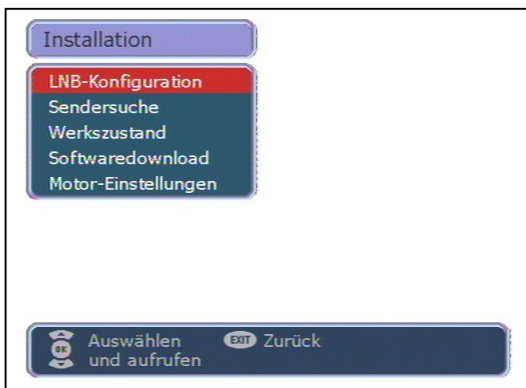 Installation
LNB-Konfiguration
Sendersuche
Werkszustand
Softwaredownload
Motor-Einstellungen
OK Auswählen EXIT Zurück
und aufrufen